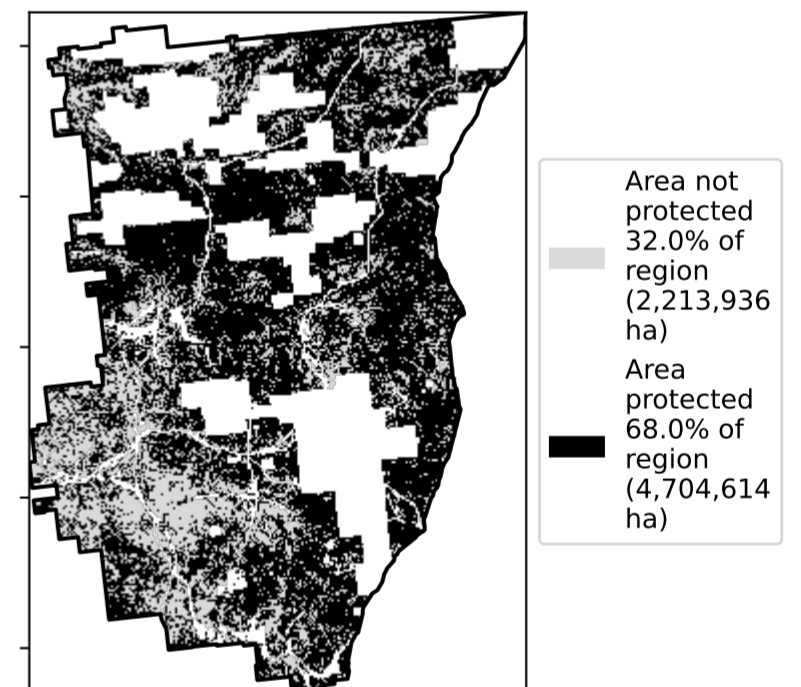 Area not
protected
32.0% of
region
(2,213,936
ha)
Area
protected
68.0% of
region
(4,704,614
ha)